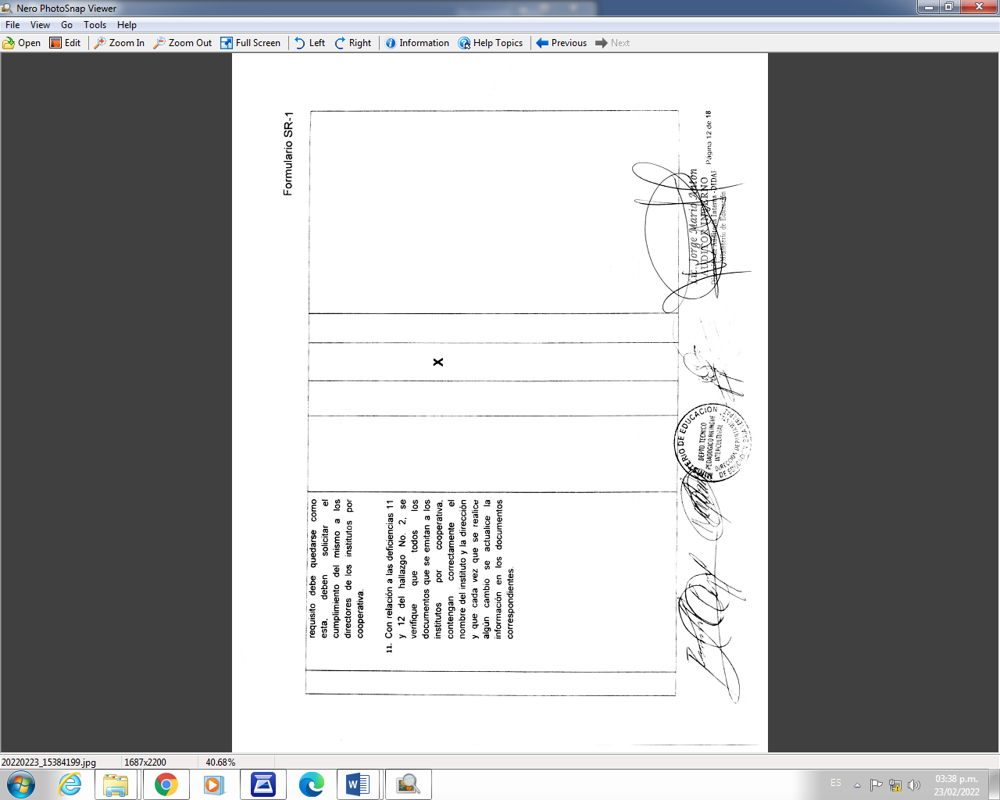 Nero PhotoSnap Viewer
File View Go Tools Help
Open Edit Zoom In Zoom Out Full Screen Left Right Information Help Topics Previous Next
Formulario SR-1
requisito debe quedarse como
esta, deben solicitar el
cumplimiento del mismo a los
directores de los institutos por
cooperativa.
11. Con relación a las deficiencias 11
y 12 del hallazgo No. 2, se
verifique que todos los
documentos que se emitan a los
institutos por cooperativa,
contengan correctamente el
nombre del instituto y la dirección
y que cada vez que se realice
algún cambio se actualice la
información en los documentos
correspondientes.
X
MINISTERIO DE EDUCACIÓN
DEPTO. TECNICO
PEDAGOGICO BILINGÜE
INTERCULTURAL
DIRECCION DEPARTAMENTAL
DE EDUCACION
Lic. Jorge Mario Antón
AUDITOR INTERNO
Dirección de Auditoría Interna -DIDAI-
Ministerio de Educación
Página 12 de 18
20220223_15384199.jpg 1687x2200 40.68%
ES
03:38 p.m.
23/02/2022